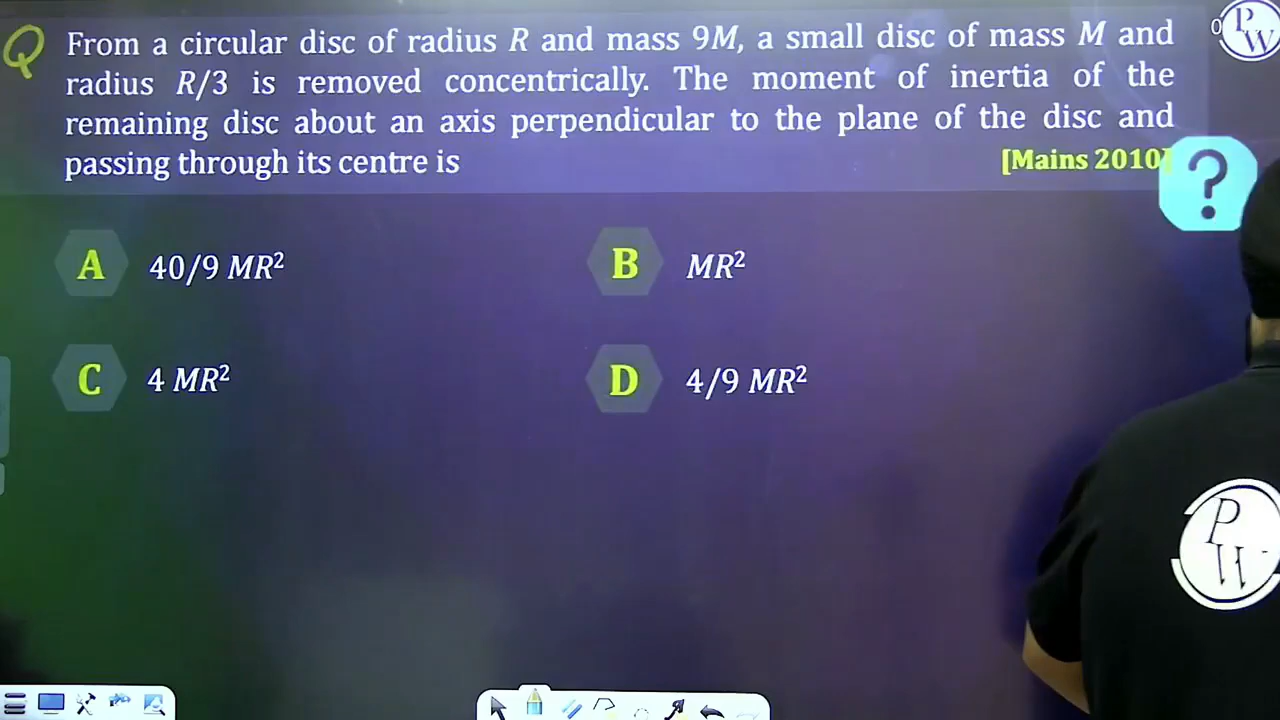 Q From a circular disc of radius R and mass 9M, a small disc of mass M and
radius R/3 is removed concentrically. The moment of inertia of the
remaining disc about an axis perpendicular to the plane of the disc and
passing through its centre is [Mains 2010]
?
A 40/9 MR²
B MR²
C 4 MR²
D 4/9 MR²
PW
PW